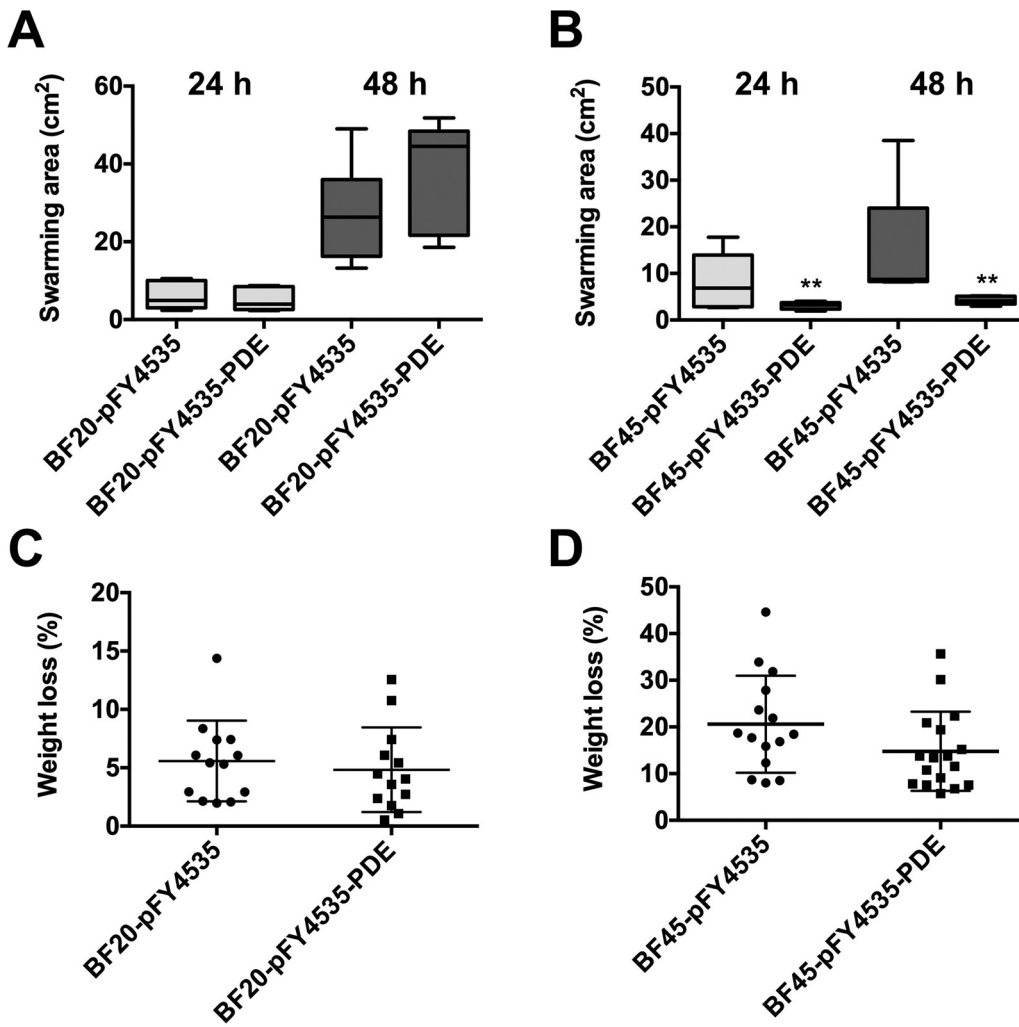 A
24 h 48 h
Swarming area (cm²)
60
40
20
0
BF20-pFY4535
BF20-pFY4535-PDE
BF20-pFY4535
BF20-pFY4535-PDE
B
24 h 48 h
Swarming area (cm²)
50
40
30
20
10
0
**
**
BF45-pFY4535
BF45-pFY4535-PDE
BF45-pFY4535
BF45-pFY4535-PDE
C
Weight loss (%)
20
15
10
5
0
BF20-pFY4535
BF20-pFY4535-PDE
D
Weight loss (%)
50
40
30
20
10
0
BF45-pFY4535
BF45-pFY4535-PDE